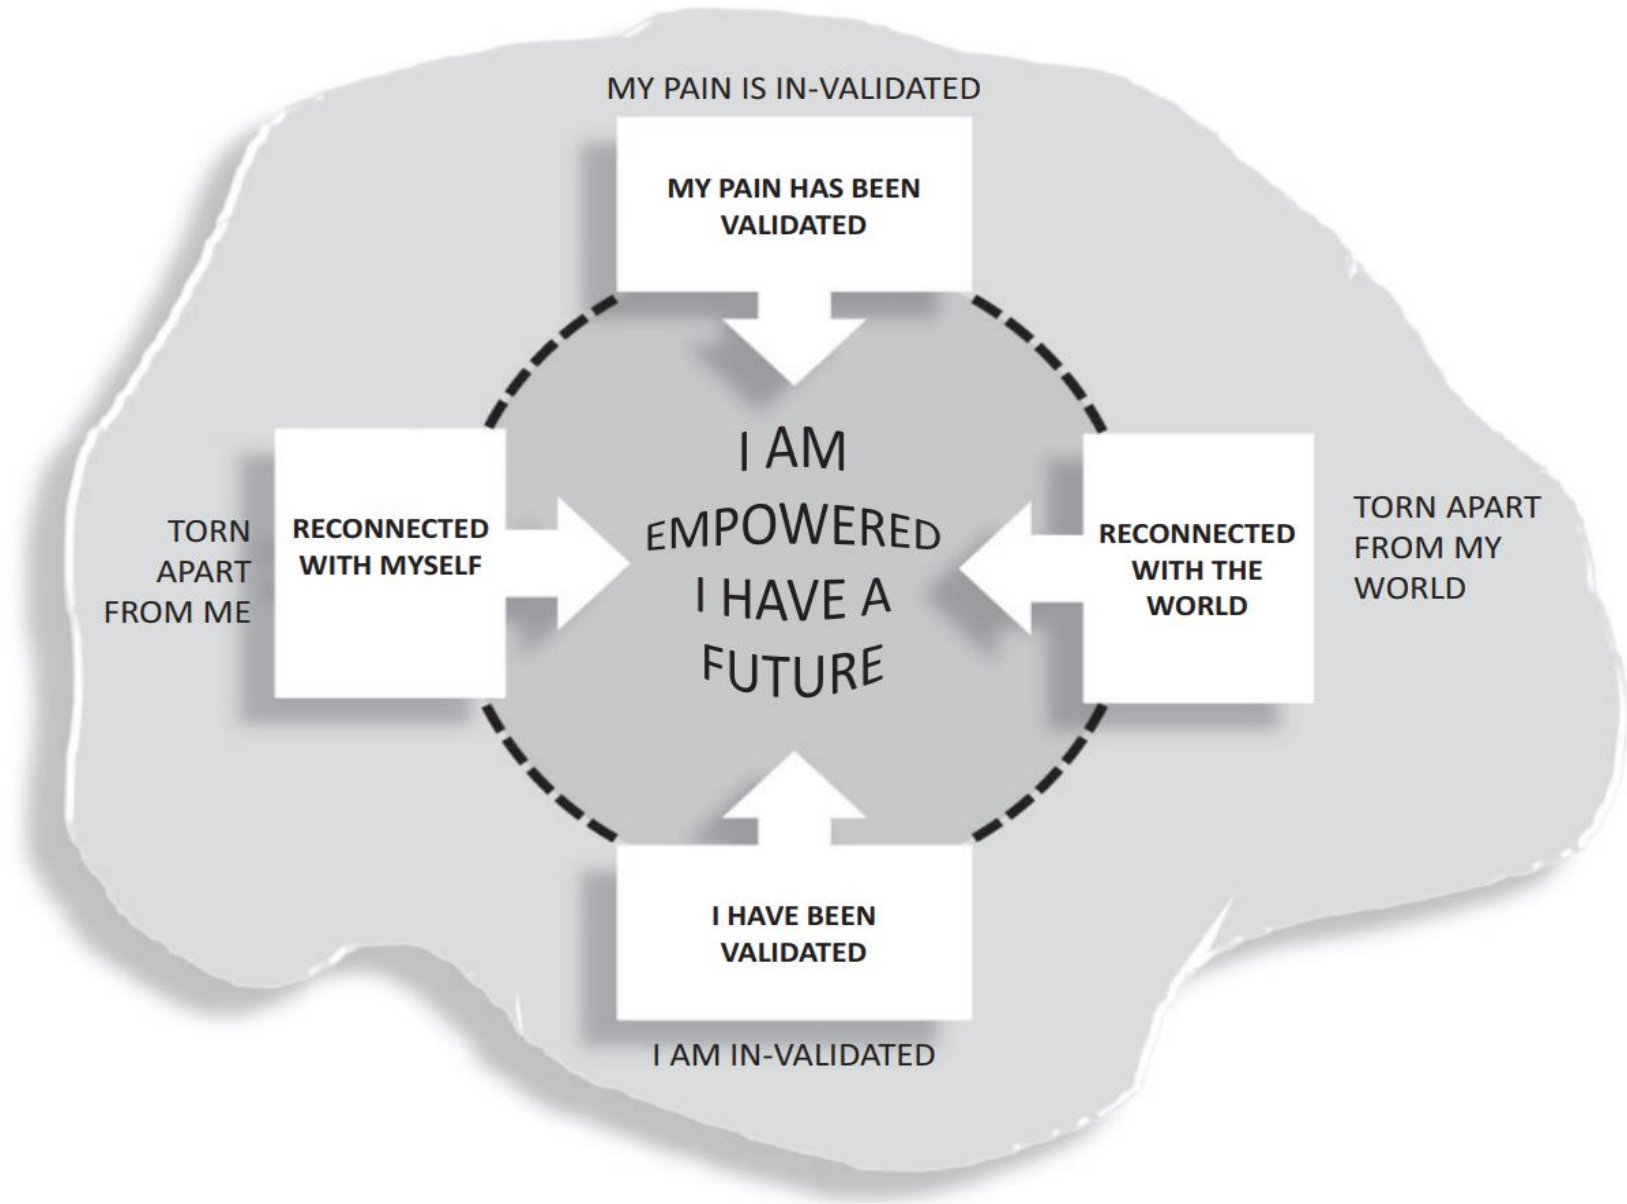 MY PAIN IS IN-VALIDATED
MY PAIN HAS BEEN
VALIDATED
TORN
APART
FROM ME
RECONNECTED
WITH MYSELF
I AM
EMPOWERED
I HAVE A
FUTURE
RECONNECTED
WITH THE
WORLD
TORN APART
FROM MY
WORLD
I HAVE BEEN
VALIDATED
I AM IN-VALIDATED